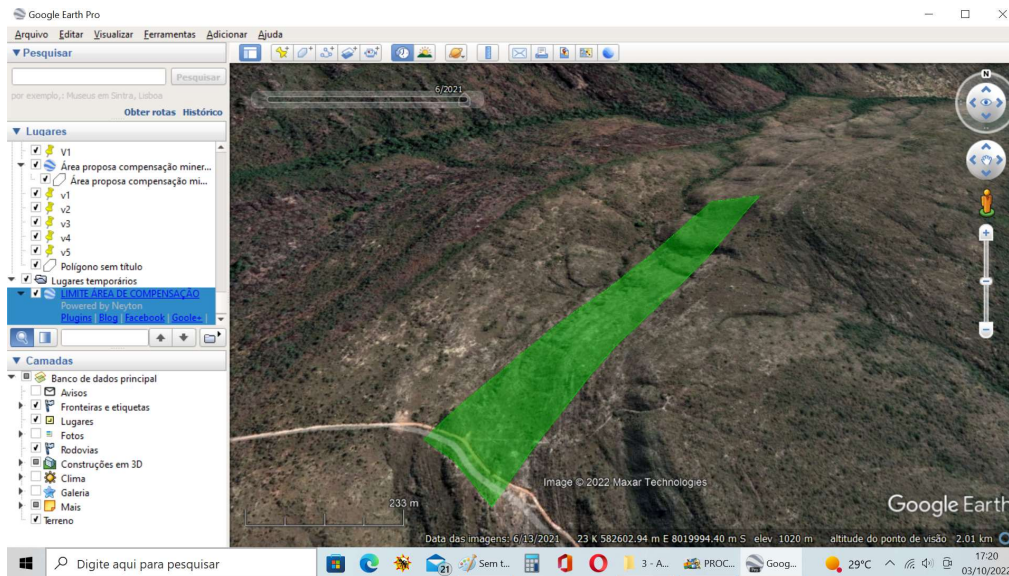 Google Earth Pro
Arquivo Editar Visualizar Ferramentas Adicionar Ajuda
Pesquisar
Pesquisar
por exemplo,: Museus em Sintra, Lisboa
Obter rotas Histórico
Lugares
V1
Área proposa compensação miner...
Área proposa compensação mi...
v1
v2
v3
v4
v5
Polígono sem título
Lugares temporários
LIMITE ÁREA DE COMPENSAÇÃO
Powered by Neyton
Plugins | Blog | Facebook | Goole+ |
Camadas
Banco de dados principal
Avisos
Fronteiras e etiquetas
Lugares
Fotos
Rodovias
Construções em 3D
Clima
Galeria
Mais
Terreno
6/2021
N
Image © 2022 Maxar Technologies
233 m
Google Earth
Data das imagens: 6/13/2021 23 K 582602.94 m E 8019994.40 m S elev 1020 m altitude do ponto de visão 2.01 km
Digite aqui para pesquisar
21
Sem t...
3 - A...
PROC...
Goog...
29°C
17:20
03/10/2022